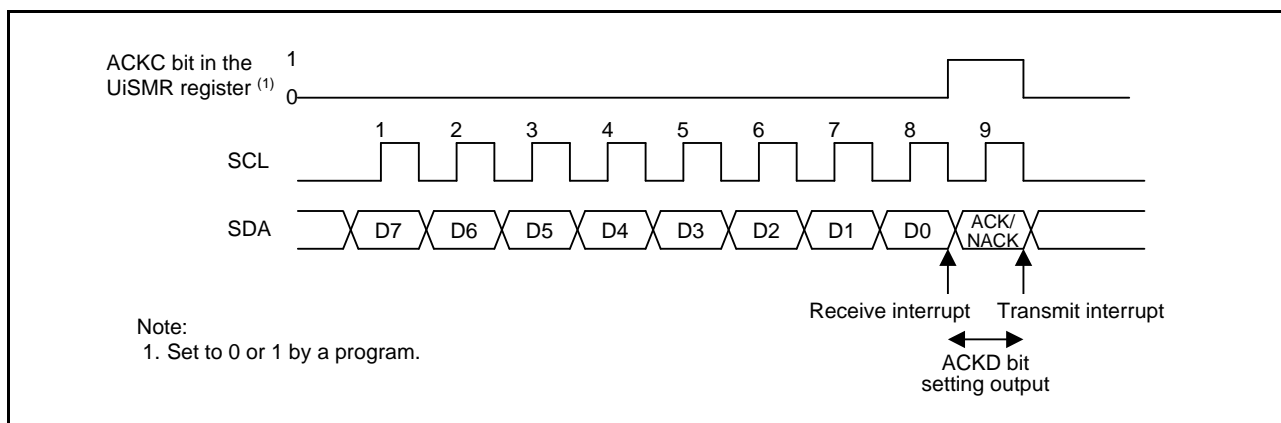 ACKC bit in the
UiSMR register (1)
1
0
1 2 3 4 5 6 7 8 9
SCL
SDA
D7 D6 D5 D4 D3 D2 D1 D0 ACK/
NACK
Receive interrupt Transmit interrupt
ACKD bit
setting output
Note:
1. Set to 0 or 1 by a program.